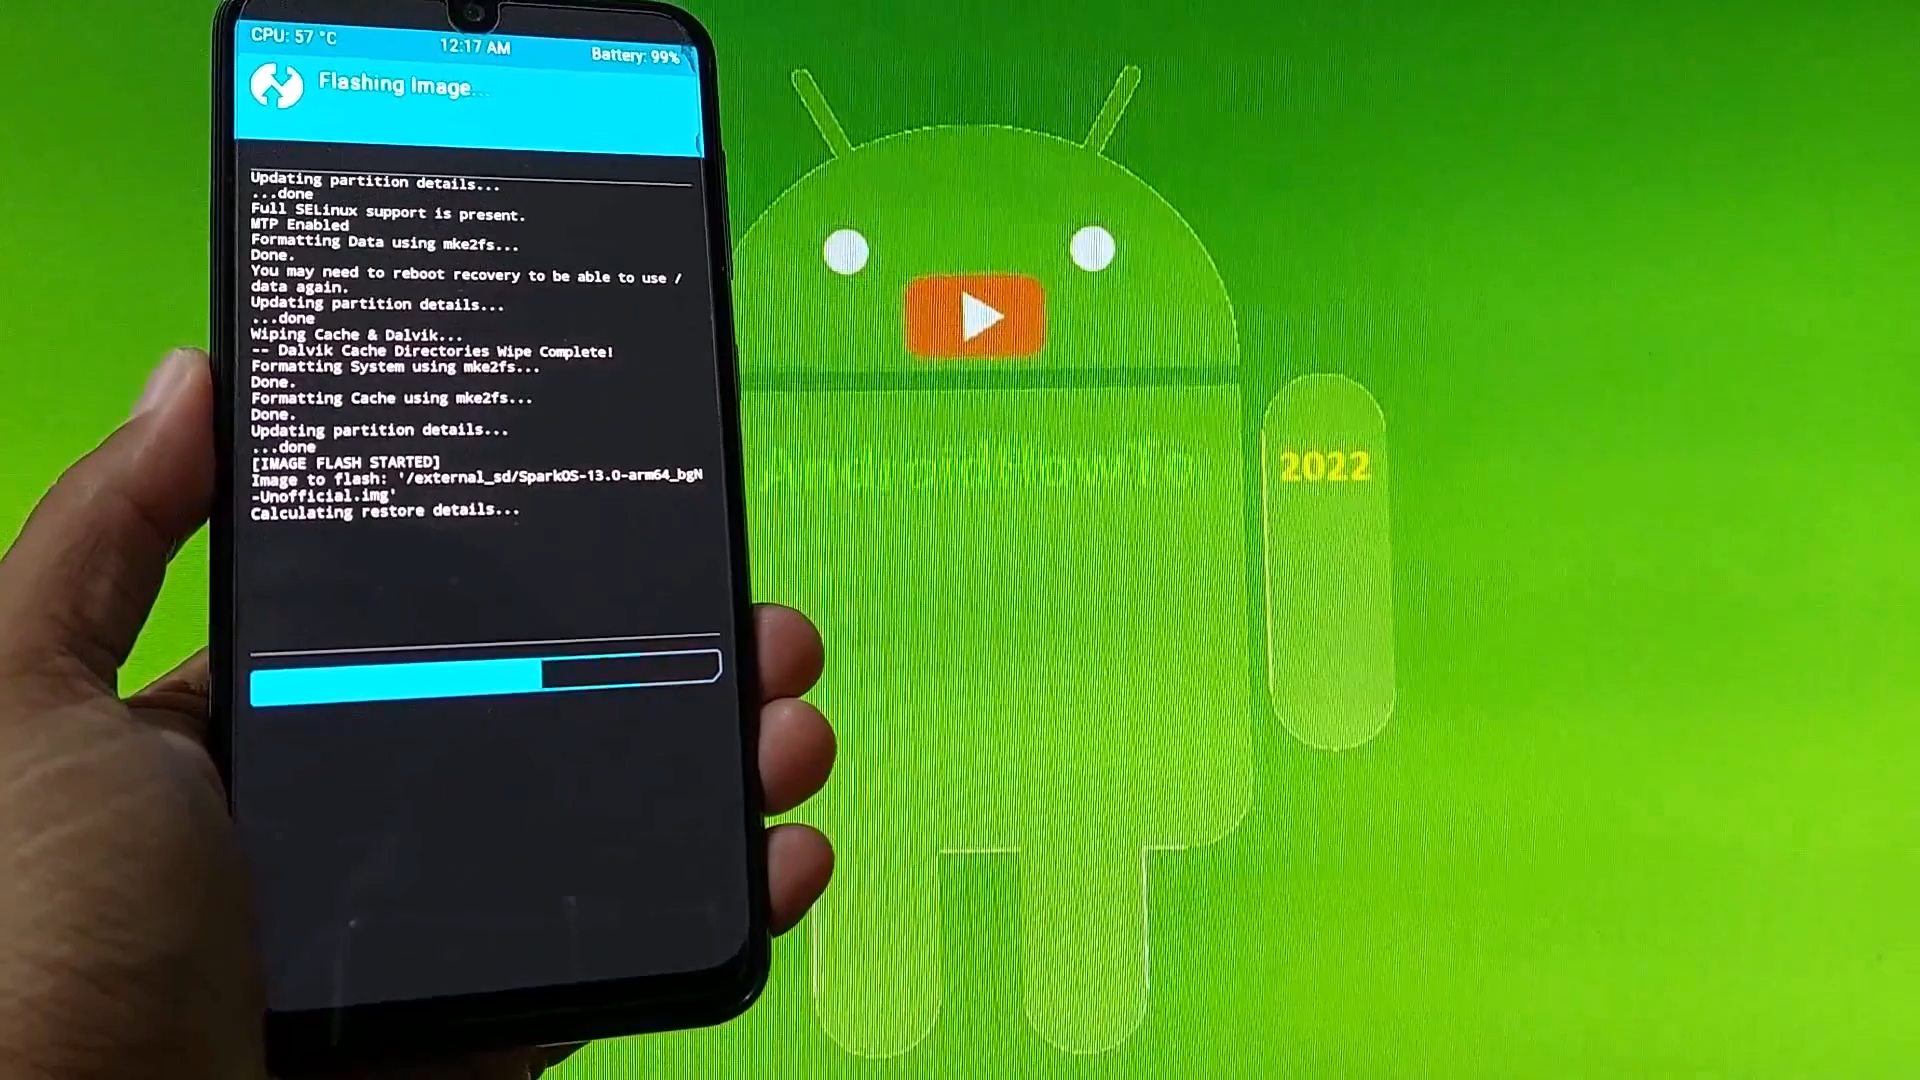 CPU: 57 °C
12:17 AM
Battery: 99%
Flashing Image...
Updating partition details...
...done
Full SELinux support is present.
MTP Enabled
Formatting Data using mke2fs...
Done.
You may need to reboot recovery to be able to use /
data again.
Updating partition details...
...done
Wiping Cache & Dalvik...
-- Dalvik Cache Directories Wipe Complete!
Formatting System using mke2fs...
Done.
Formatting Cache using mke2fs...
Done.
Updating partition details...
...done
[IMAGE FLASH STARTED]
Image to flash: '/external_sd/SparkOS-13.0-arm64_bgN
-Unofficial.img'
Calculating restore details...
Android HowTo
2022